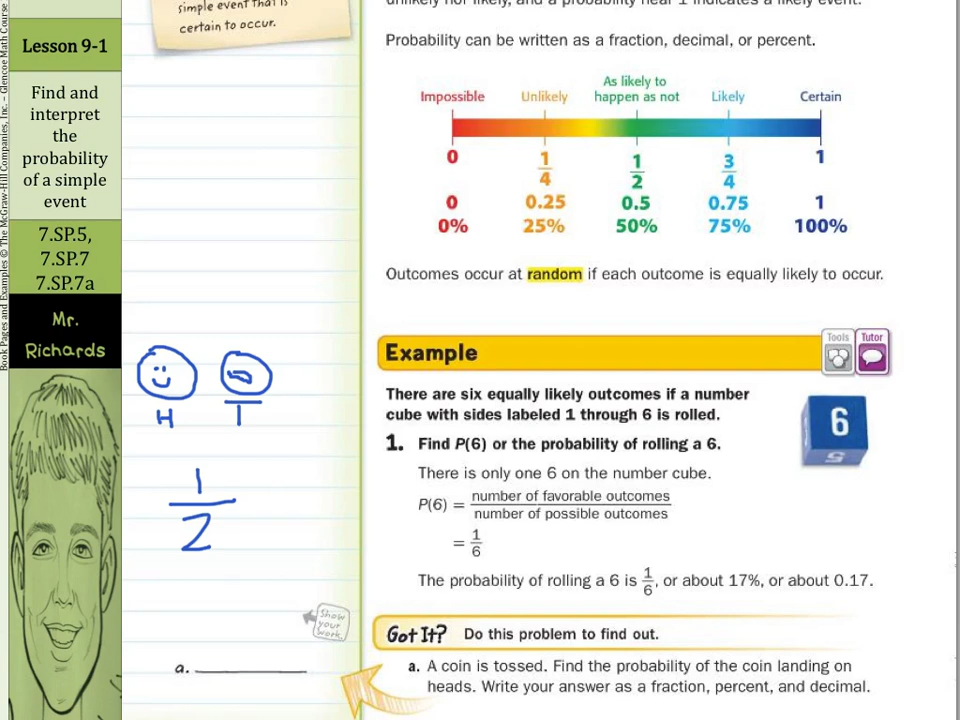 Book Pages and Examples © The McGraw-Hill Companies, Inc. – Glencoe Math Course
Lesson 9-1
Find and
interpret
the
probability
of a simple
event
7.SP.5,
7.SP.7
7.SP.7a
Mr.
Richards
simple event that is
certain to occur.
H T
1
2
Show
your
work.
a.
unlikely nor likely, and a probability near 1 indicates a likely event.
Probability can be written as a fraction, decimal, or percent.
As likely to
Impossible Unlikely happen as not Likely Certain
0 1/4 1/2 3/4 1
0 0.25 0.5 0.75 1
0% 25% 50% 75% 100%
Outcomes occur at random if each outcome is equally likely to occur.
Example
Tools Tutor
There are six equally likely outcomes if a number
cube with sides labeled 1 through 6 is rolled.
6
5
1. Find P(6) or the probability of rolling a 6.
There is only one 6 on the number cube.
P(6) = number of favorable outcomes
number of possible outcomes
= 1/6
The probability of rolling a 6 is 1/6, or about 17%, or about 0.17.
Got It? Do this problem to find out.
a. A coin is tossed. Find the probability of the coin landing on
heads. Write your answer as a fraction, percent, and decimal.